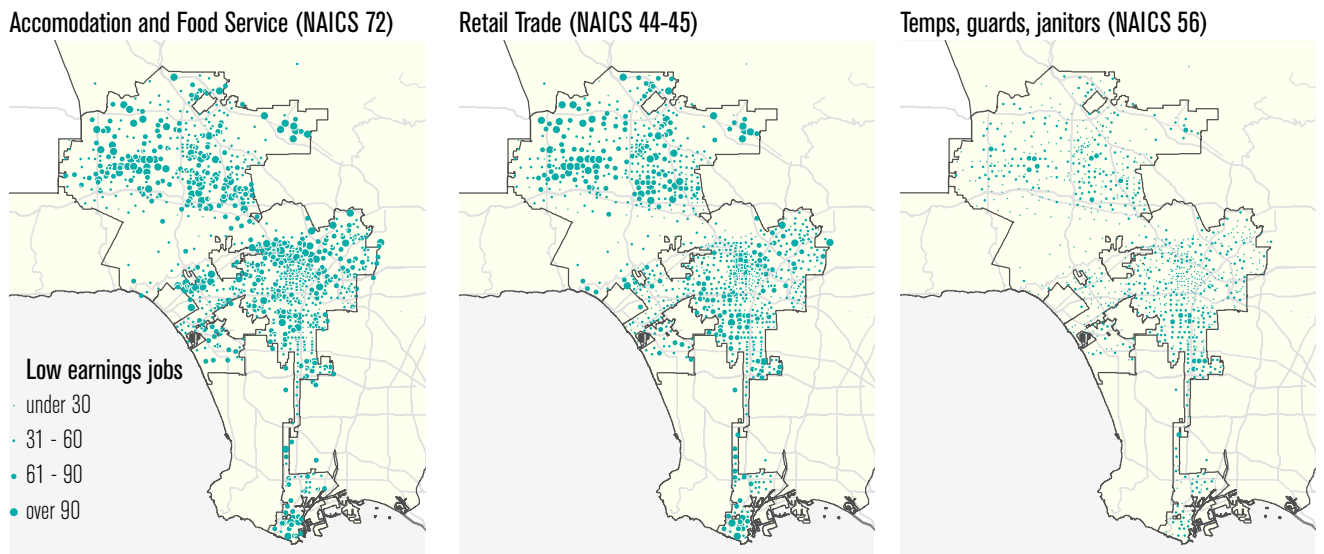 Accomodation and Food Service (NAICS 72)
Retail Trade (NAICS 44-45)
Temps, guards, janitors (NAICS 56)
Low earnings jobs
under 30
31 - 60
61 - 90
over 90